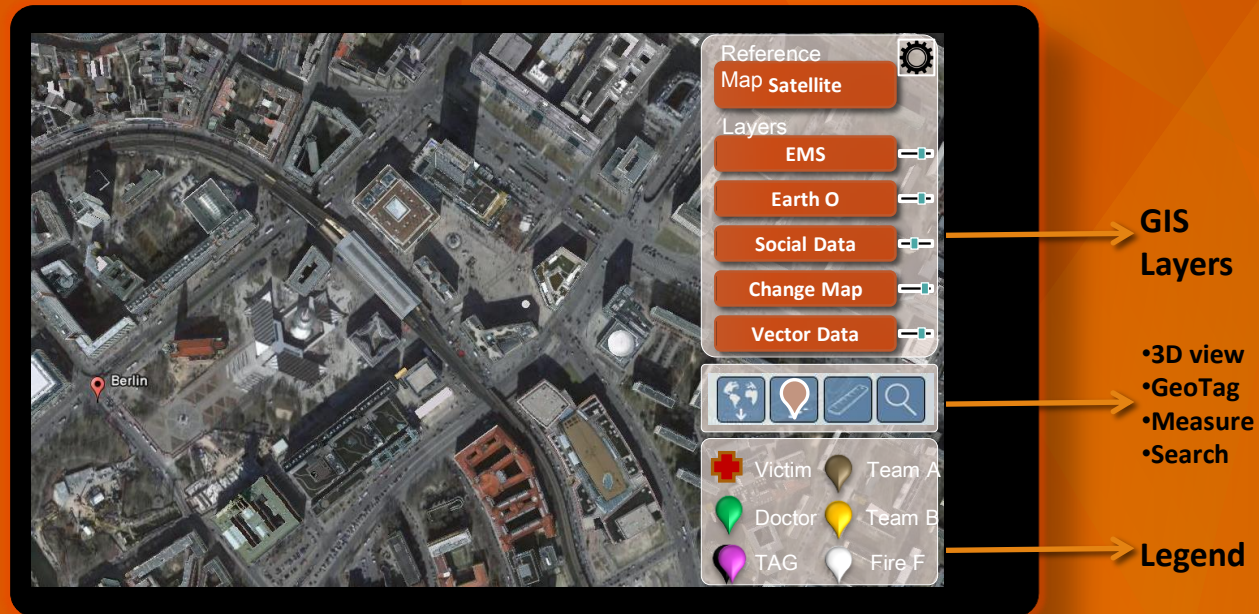 Berlin
Reference
Map Satellite
Layers
EMS
Earth O
Social Data
Change Map
Vector Data
Victim Team A
Doctor Team B
TAG Fire F
GIS
Layers
•3D view
•GeoTag
•Measure
•Search
Legend